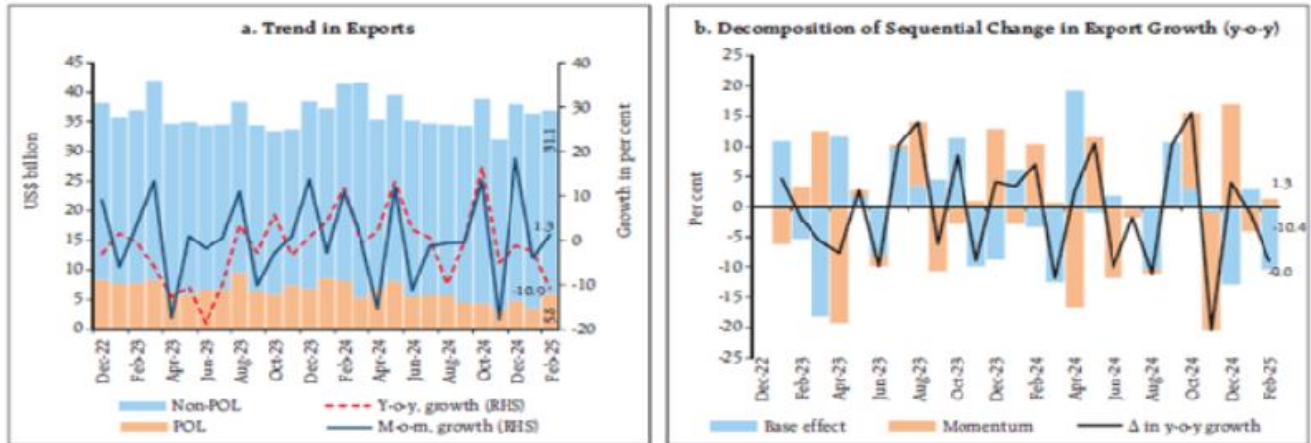 a. Trend in Exports
US$ billion
45
40
35
30
25
20
15
10
5
0
40
30
20
10
0
-10
-20
Growth in per cent
31.1
1.3
-10.9
5.8
Dec-22
Feb-23
Apr-23
Jun-23
Aug-23
Oct-23
Dec-23
Feb-24
Apr-24
Jun-24
Aug-24
Oct-24
Dec-24
Feb-25
Non-POL
Y-o-y, growth (RHS)
POL
M-o-m, growth (RHS)
b. Decomposition of Sequential Change in Export Growth (y-o-y)
Per cent
25
20
15
10
5
0
-5
-10
-15
-20
-25
1.3
-10.4
Dec-22
Feb-23
Apr-23
Jun-23
Aug-23
Oct-23
Dec-23
Feb-24
Apr-24
Jun-24
Aug-24
Oct-24
Dec-24
Feb-25
Base effect
Momentum
Δ in y-o-y growth